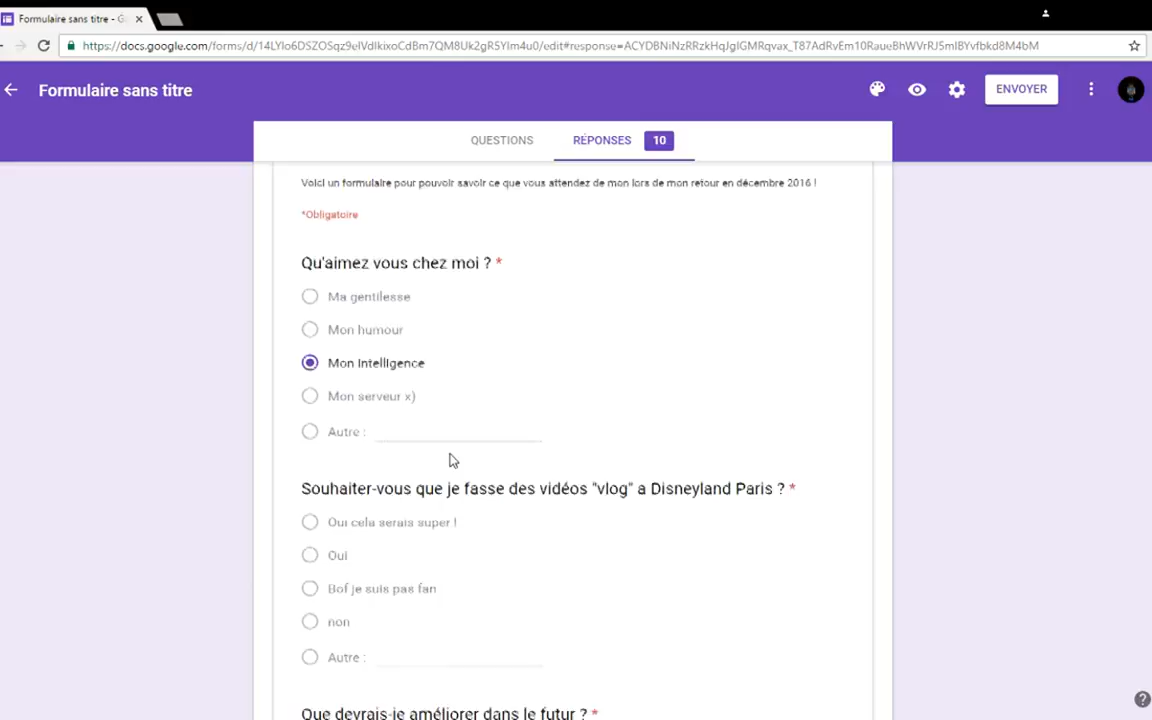 Formulaire sans titre - G
https://docs.google.com/forms/d/
Formulaire sans titre
ENVOYER
QUESTIONS
RÉPONSES
10
Voici un formulaire pour pouvoir savoir ce que vous attendez de mon lors de mon retour en décembre 2016 !
*Obligatoire
Qu'aimez vous chez moi ? *
Ma gentilesse
Mon humour
Mon intelligence
Mon serveur x)
Autre :
Souhaiter-vous que je fasse des vidéos "vlog" a Disneyland Paris ? *
Oui cela serais super !
Oui
Bof je suis pas fan
non
Autre :
Que devrais-je améliorer dans le futur ? *